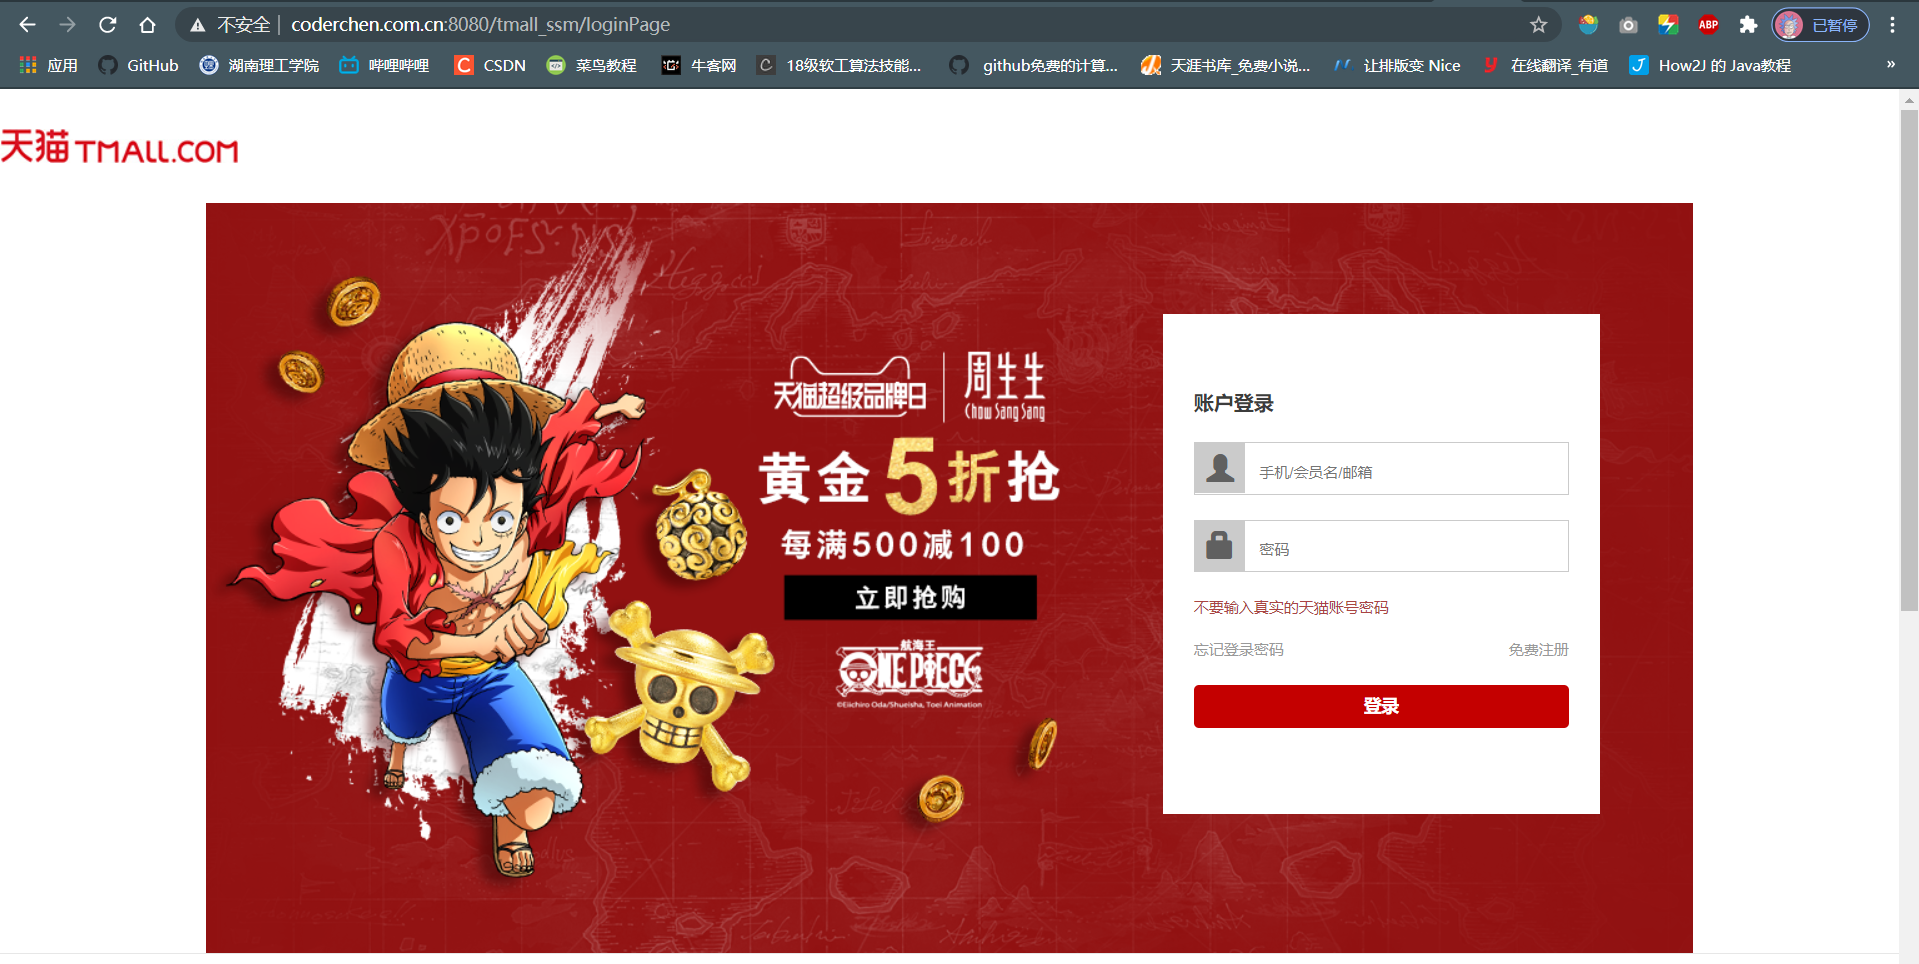 不安全 | coderchen.com.cn:8080/tmall_ssm/loginPage
ABP
已暂停
应用 GitHub 湖南理工学院 哔哩哔哩 CSDN 菜鸟教程 牛客网 18级软工算法技能... github免费的计算... 天涯书库_免费小说... 让排版变 Nice 在线翻译_有道 How2J 的 Java教程 »
天猫 TMALL.COM
天猫超级品牌日 周生生
Chow Sang Sang
黄金5折抢
每满500减100
立即抢购
航海王
ONE PIECE
©Eiichiro Oda/Shueisha, Toei Animation
账户登录
手机/会员名/邮箱
密码
不要输入真实的天猫账号密码
忘记登录密码 免费注册
登录